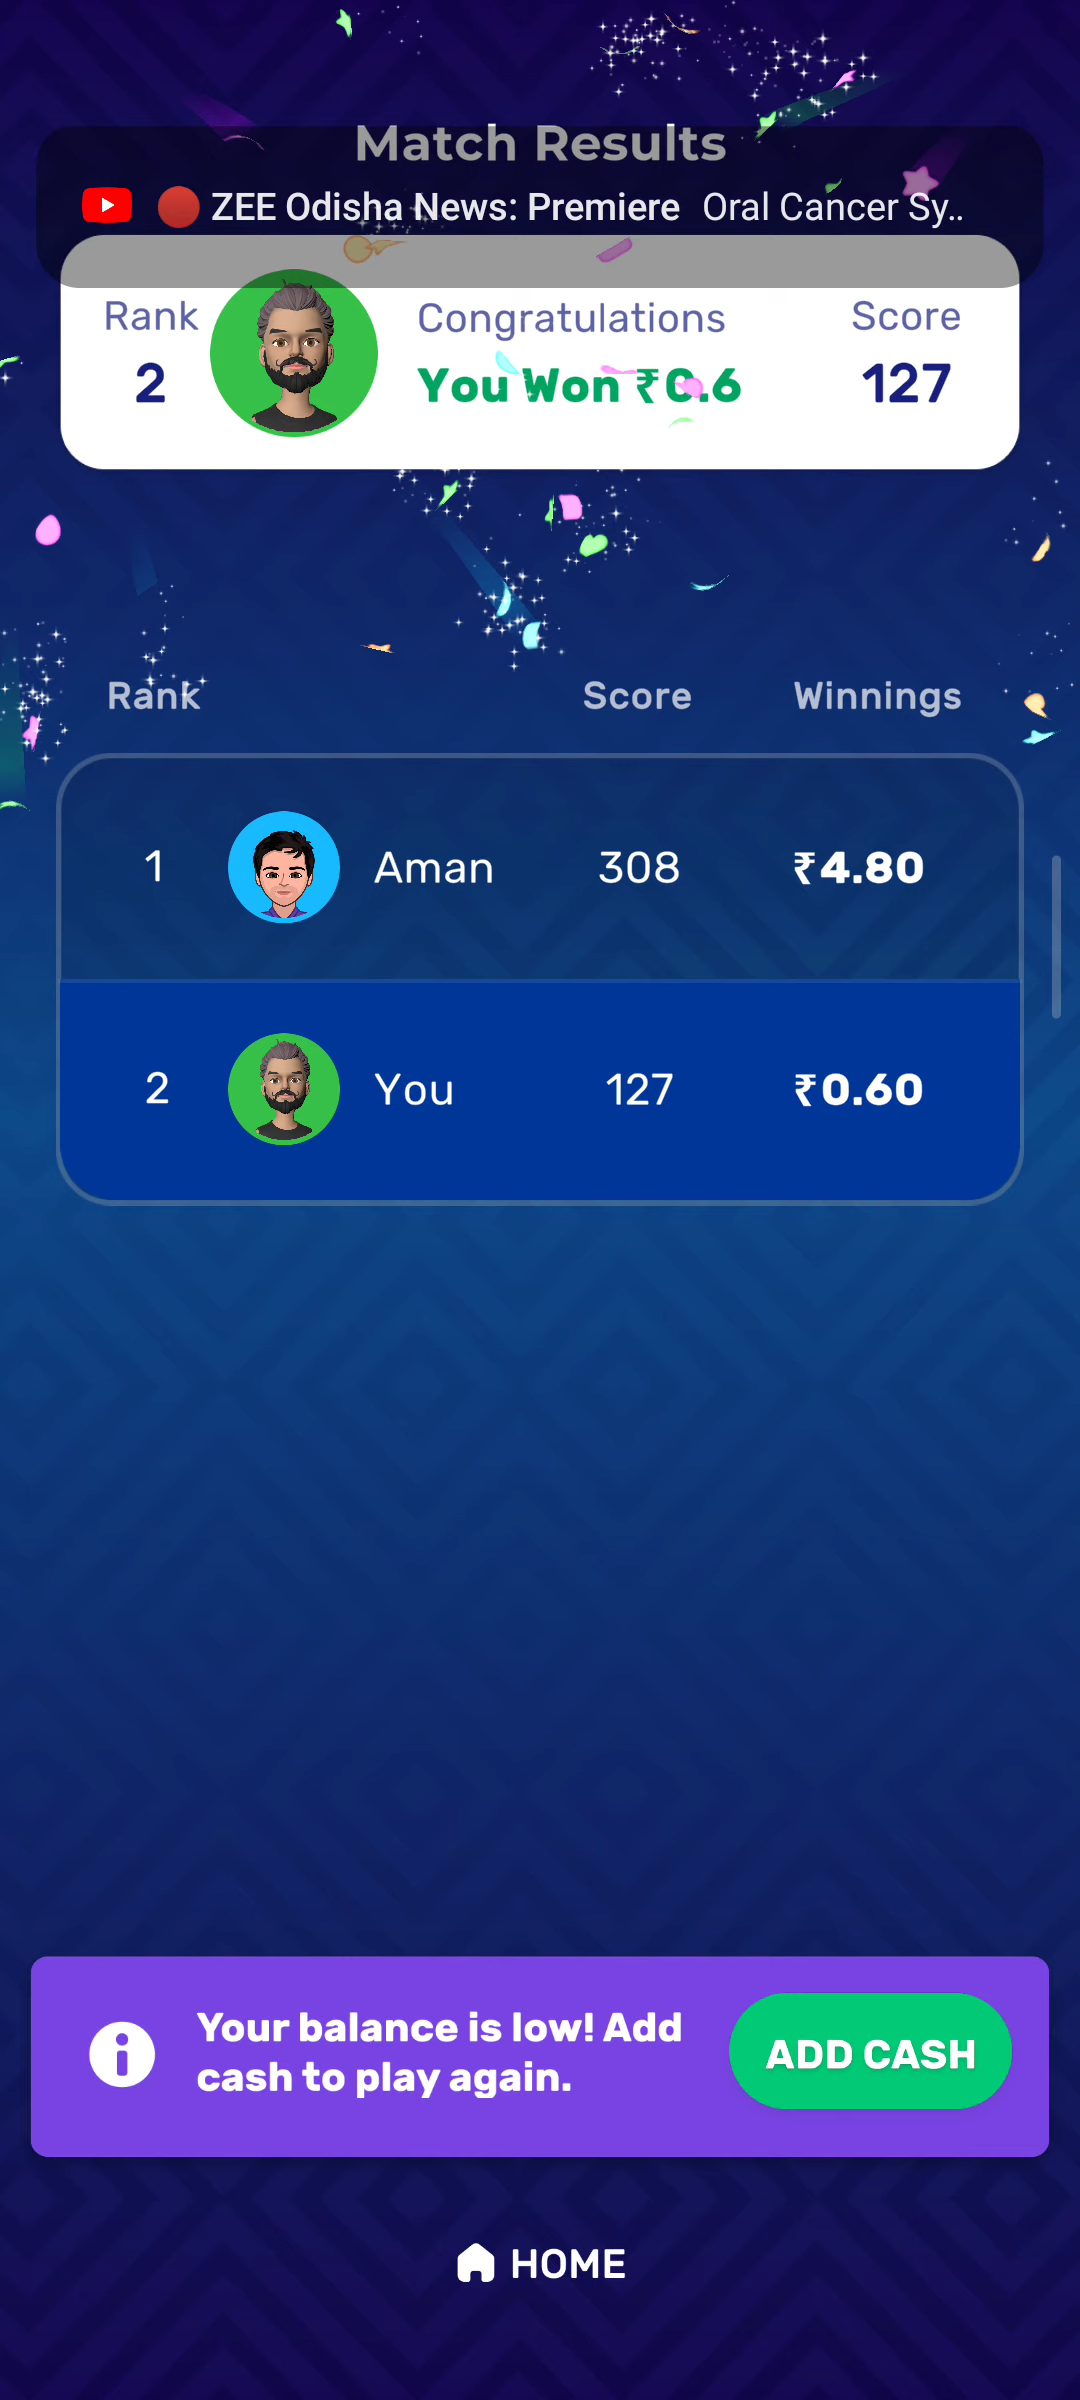 Match Results
ZEE Odisha News: Premiere Oral Cancer Sy..
Rank Congratulations Score
2 You Won ₹0.6 127
Rank Score Winnings
1 Aman 308 ₹4.80
2 You 127 ₹0.60
Your balance is low! Add
cash to play again.
ADD CASH
HOME